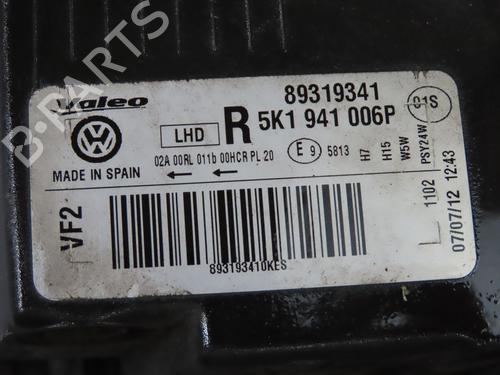 Valeo
89319341
LHD R 5K1 941 006P
01S
MADE IN SPAIN
02A 00RL 011b 00HCR PL 20
E 9 5813
H7
H15
W5W
PSY24W
VF2
1102
07/07/12 12:43
893193410KES
B-PARTS